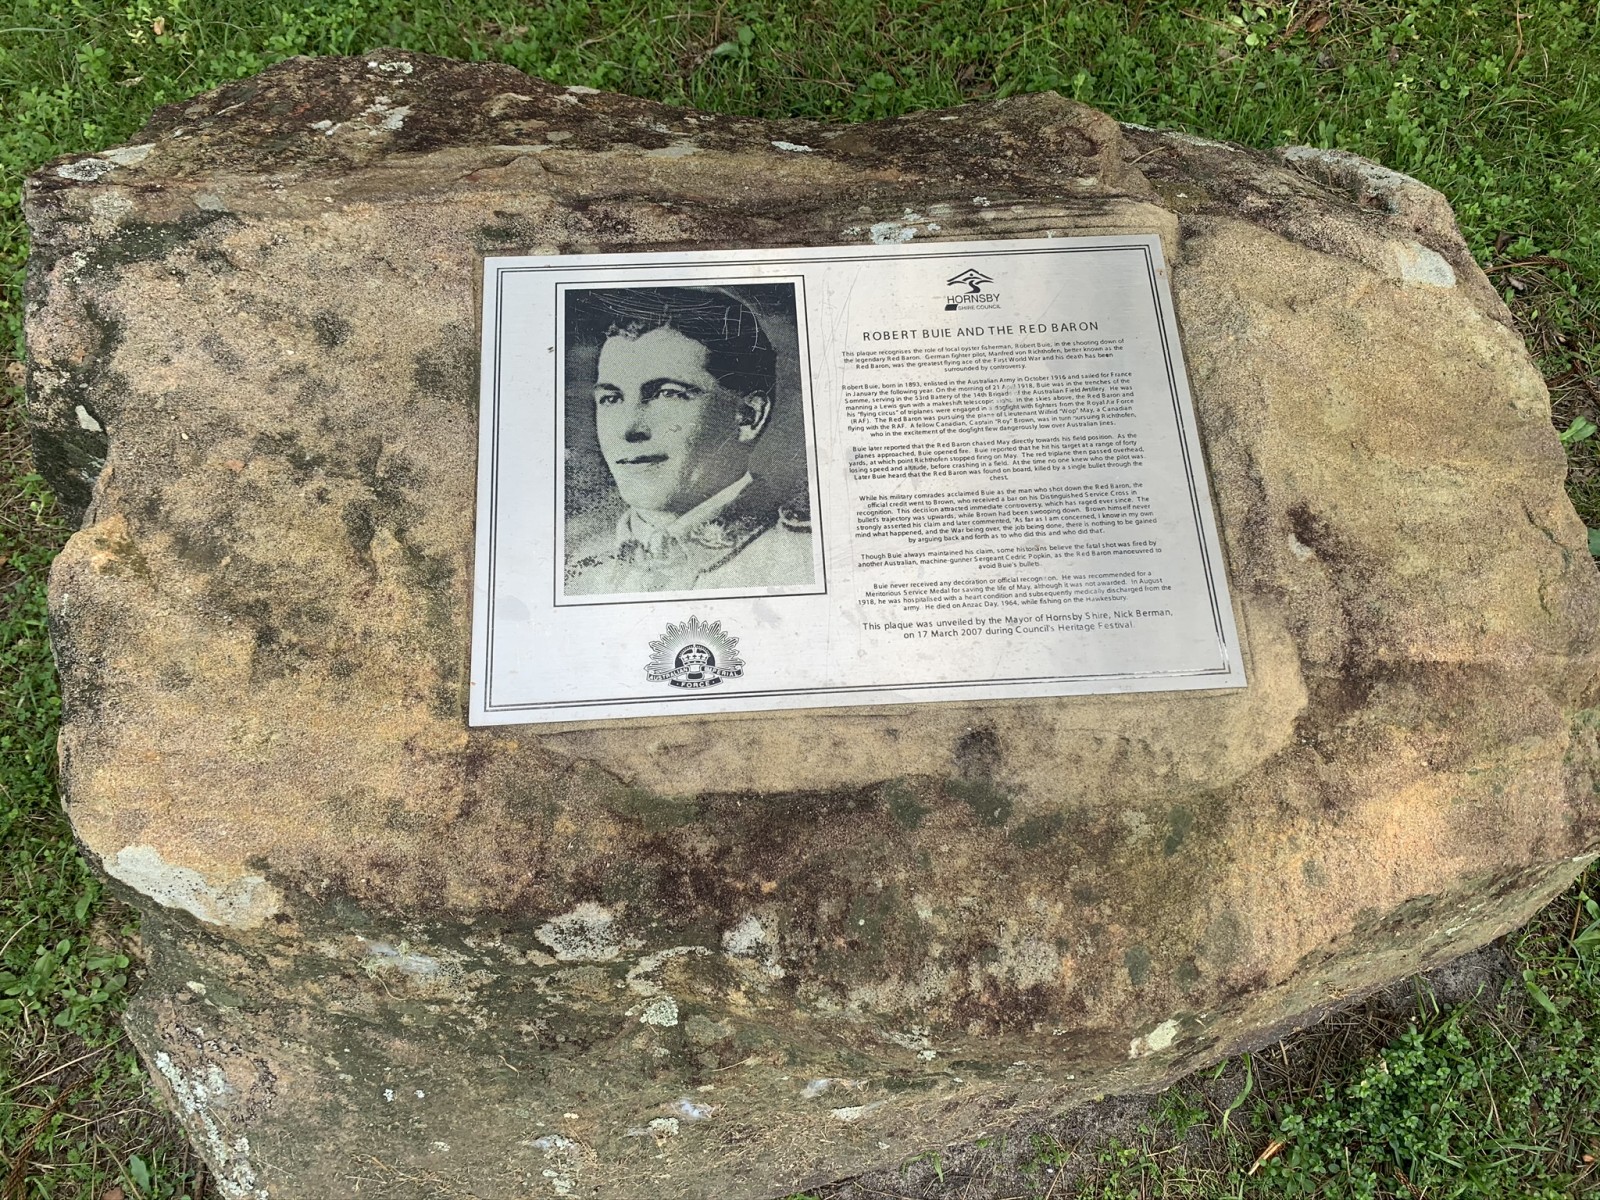 HORNSBY
SHIRE COUNCIL
ROBERT BUIE AND THE RED BARON
This plaque recognises the role of local oyster fisherman, Robert Buie, in the shooting down of
the legendary Red Baron. German fighter pilot, Manfred von Richthofen, better known as the
Red Baron, was the greatest flying ace of the First World War and his death has been
surrounded by controversy.
Robert Buie, born in 1893, enlisted in the Australian Army in October 1916 and sailed for France
in January the following year. On the morning of 21 April 1918, Buie was in the trenches of the
Somme, serving in the 53rd Battery of the 14th Brigade of the Australian Field Artillery. He was
manning a Lewis gun with a makeshift telescopic sight. In the skies above, the Red Baron and
his "flying circus" of triplanes were engaged in a dogfight with fighters from the Royal Air Force
(RAF). The Red Baron was pursuing the plane of Lieutenant Wilfrid "Wop" May, a Canadian
flying with the RAF. A fellow Canadian, Captain "Roy" Brown, was in turn pursuing Richthofen,
who in the excitement of the dogfight flew dangerously low over Australian lines.
Buie later reported that the Red Baron chased May directly towards his field position. As the
planes approached, Buie opened fire. Buie reported that he hit his target at a range of forty
yards, at which point Richthofen stopped firing on May. The red triplane then passed overhead,
losing speed and altitude, before crashing in a field. At the time no one knew who the pilot was.
Later Buie heard that the Red Baron was found on board, killed by a single bullet through the
chest.
While his military comrades acclaimed Buie as the man who shot down the Red Baron, the
official credit went to Brown, who received a bar on his Distinguished Service Cross in
recognition. This decision attracted immediate controversy, which has raged ever since. The
bullet's trajectory was upwards, while Brown had been swooping down. Brown himself never
strongly asserted his claim and later commented, 'As far as I am concerned, I know in my own
mind what happened, and the War being over, the job being done, there is nothing to be gained
by arguing back and forth as to who did this and who did that'.
Though Buie always maintained his claim, some historians believe the fatal shot was fired by
another Australian, machine-gunner Sergeant Cedric Popkin, as the Red Baron manoeuvred to
avoid Buie's bullets.
Buie never received any decoration or official recognition. He was recommended for a
Meritorious Service Medal for saving the life of May, although it was not awarded. In August
1918, he was hospitalised with a heart condition and subsequently medically discharged from the
army. He died on Anzac Day, 1964, while fishing on the Hawkesbury.
This plaque was unveiled by the Mayor of Hornsby Shire, Nick Berman,
on 17 March 2007 during Council's Heritage Festival.
AUSTRALIAN IMPERIAL
FORCE